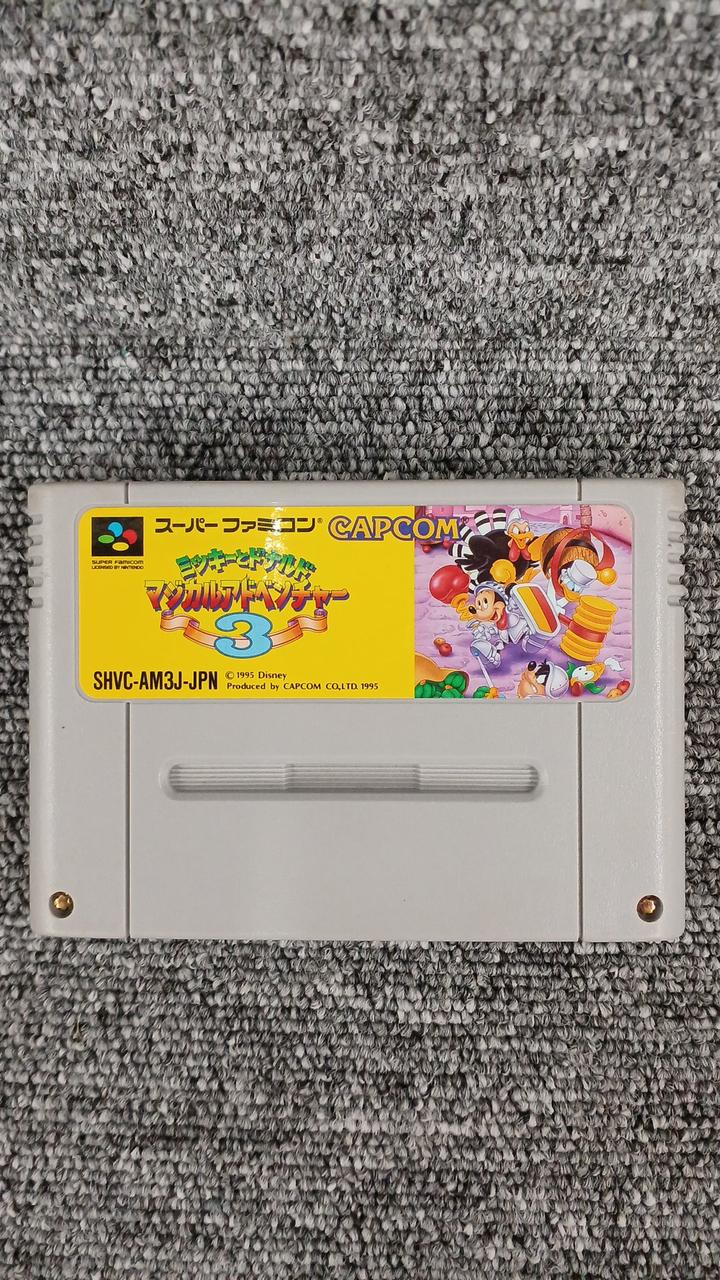 スーパーファミコン® CAPCOM®
SUPER FAMICOM
LICENSED BY NINTENDO
ミッキーとドナルド
マジカルアドベンチャー
3
SHVC-AM3J-JPN
© 1995 Disney
Produced by CAPCOM CO., LTD. 1995